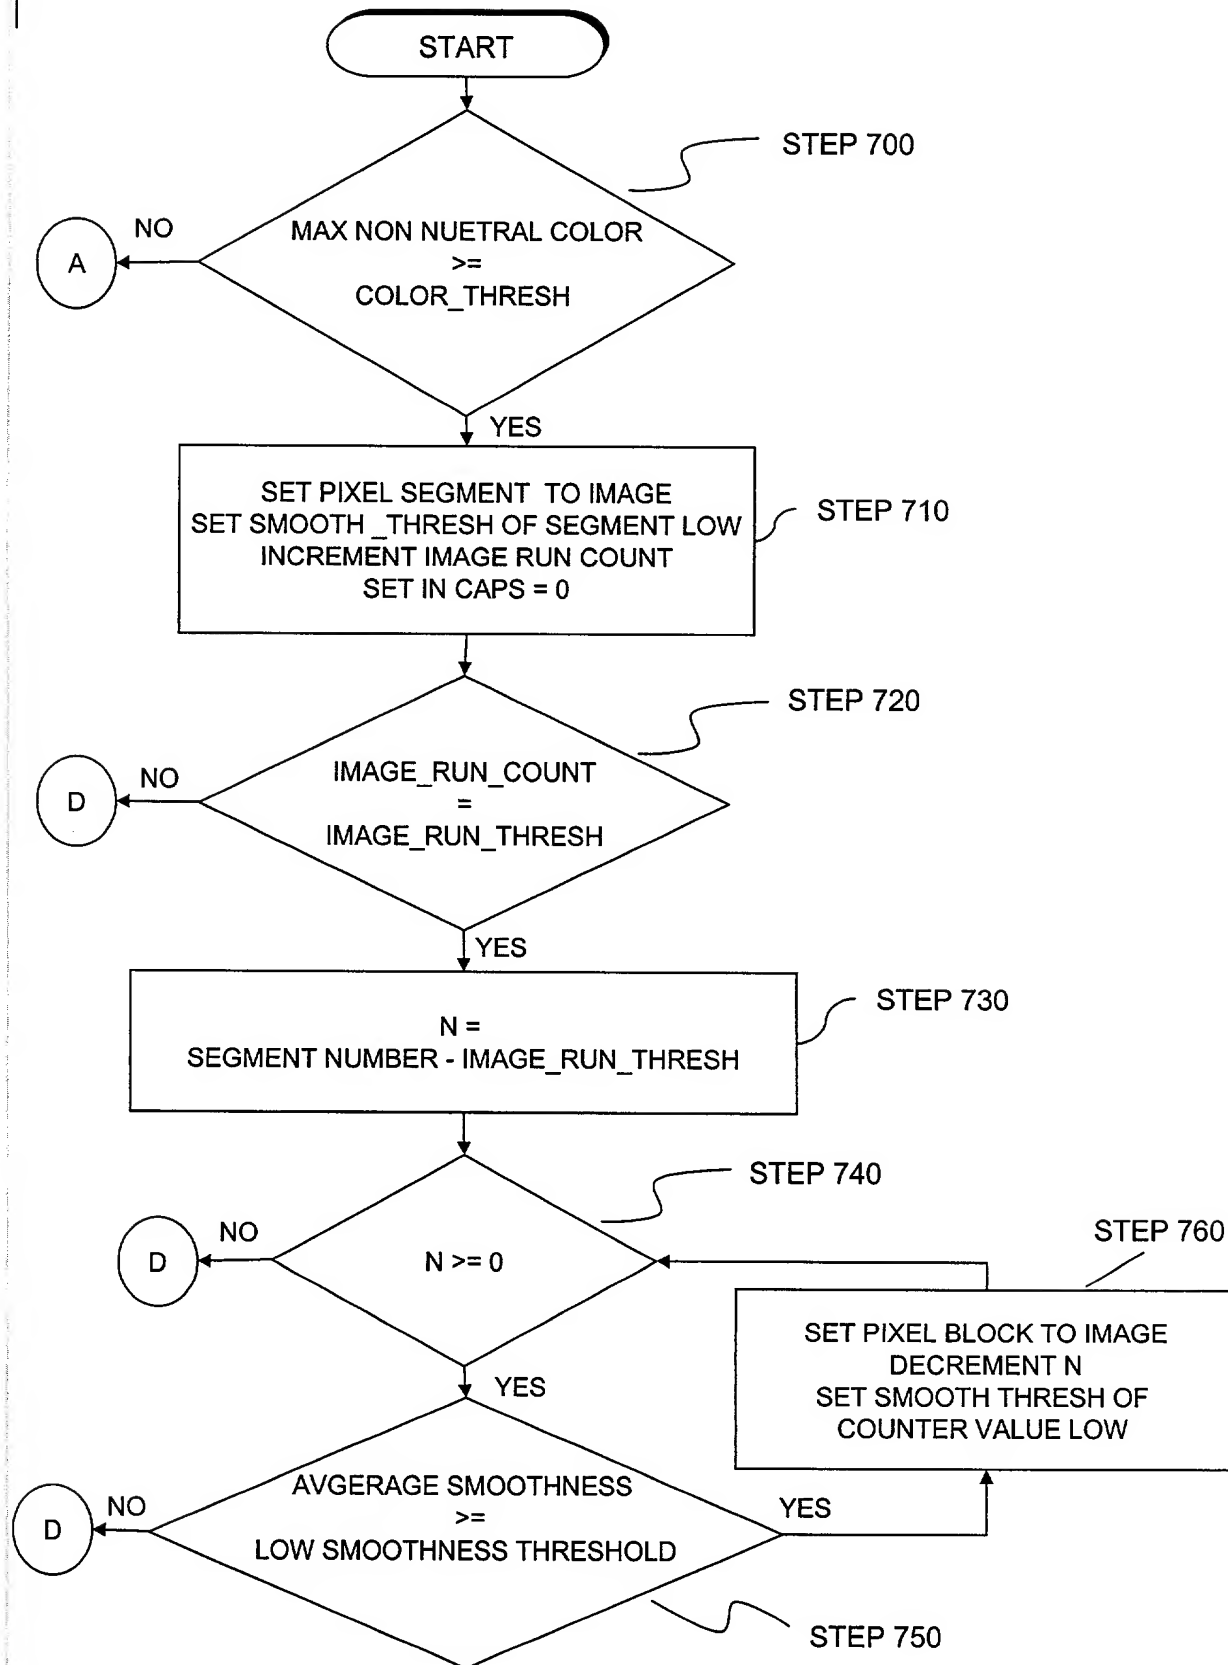 START
STEP 700
MAX NON NUETRAL COLOR
>=
COLOR_THRESH
NO
A
YES
SET PIXEL SEGMENT TO IMAGE
SET SMOOTH _THRESH OF SEGMENT LOW
INCREMENT IMAGE RUN COUNT
SET IN CAPS = 0
STEP 710
STEP 720
IMAGE_RUN_COUNT
=
IMAGE_RUN_THRESH
NO
D
YES
N =
SEGMENT NUMBER - IMAGE_RUN_THRESH
STEP 730
STEP 740
N >= 0
NO
D
YES
STEP 760
SET PIXEL BLOCK TO IMAGE
DECREMENT N
SET SMOOTH THRESH OF
COUNTER VALUE LOW
AVGERAGE SMOOTHNESS
>=
LOW SMOOTHNESS THRESHOLD
NO
D
YES
STEP 750